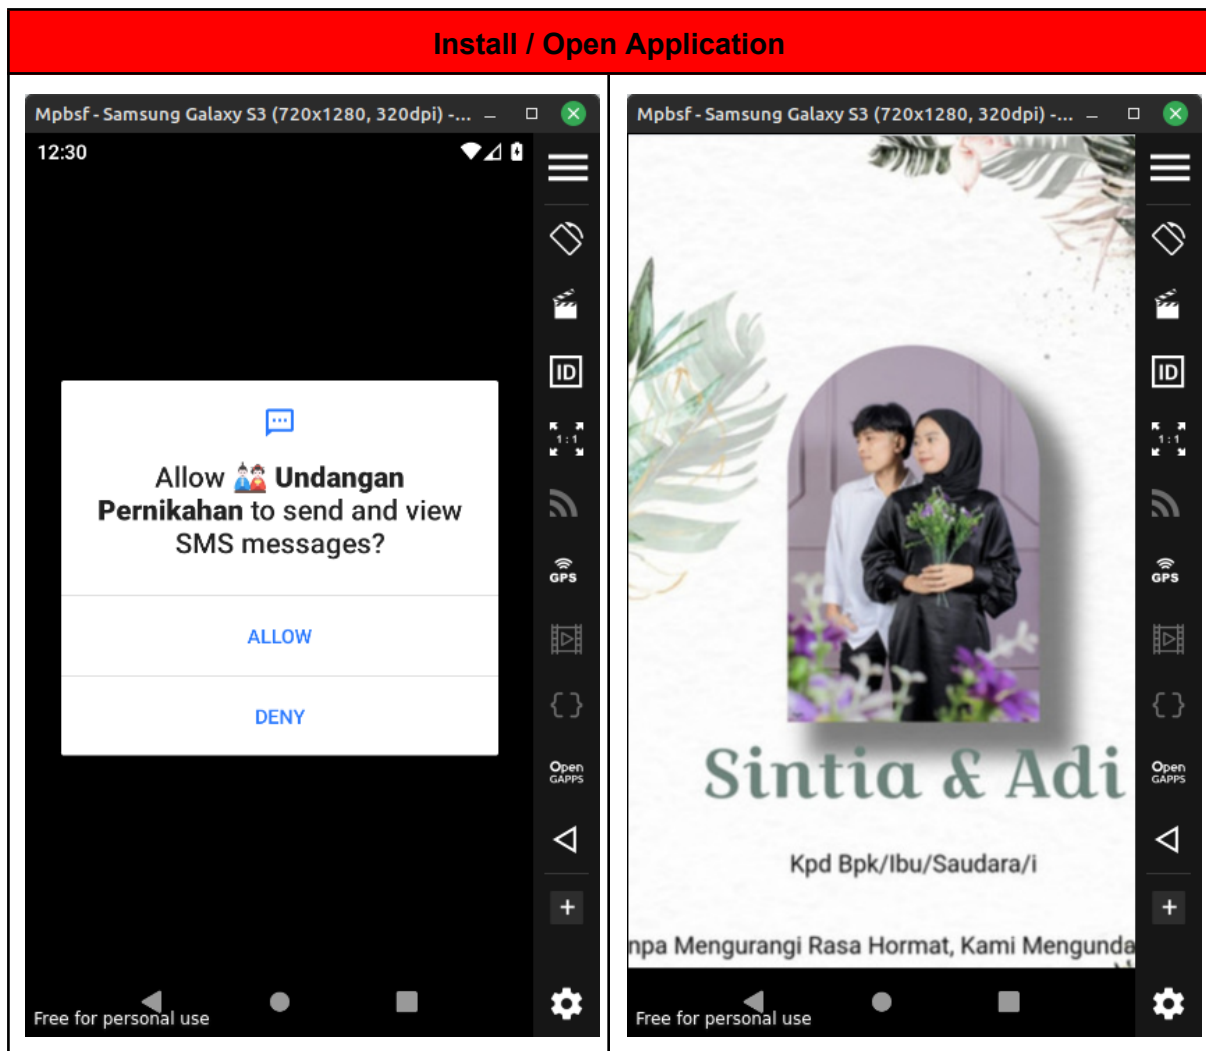 Install / Open Application
Mpbsf - Samsung Galaxy S3 (720x1280, 320dpi) -...
12:30
Allow Undangan
Pernikahan to send and view
SMS messages?
ALLOW
DENY
Free for personal use
ID
1:1
GPS
Open
GAPPS
Mpbsf - Samsung Galaxy S3 (720x1280, 320dpi) -...
Sintia & Adi
Kpd Bpk/Ibu/Saudara/i
npa Mengurangi Rasa Hormat, Kami Mengunda
Free for personal use
ID
1:1
GPS
Open
GAPPS